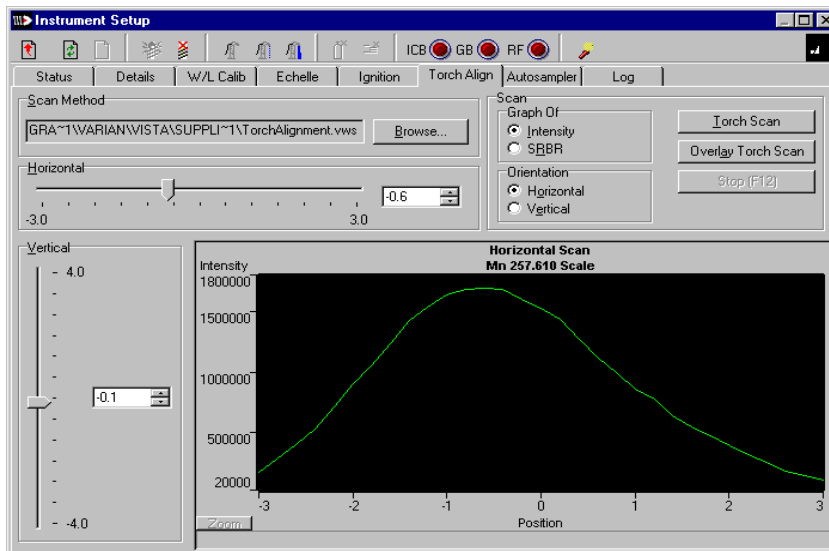 Instrument Setup
ICB GB RF
Status Details W/L Calib Echelle Ignition Torch Align Autosampler Log
Scan Method
GRA~1\VARIAN\VISTA\SUPPLI~1\TorchAlignment.vws Browse...
Horizontal
-0.6
-3.0 3.0
Scan
Graph Of
Intensity
SRBR
Orientation
Horizontal
Vertical
Torch Scan
Overlay Torch Scan
Stop (F12)
Vertical
4.0
-0.1
-4.0
Horizontal Scan
Mn 257.610 Scale
Intensity
1800000
1500000
1000000
500000
20000
-3 -2 -1 0 1 2 3
Zoom Position